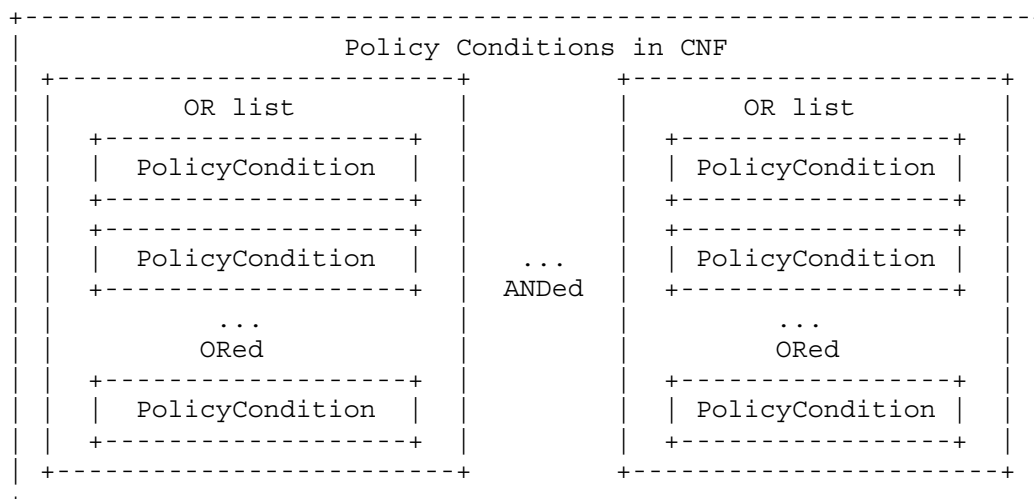 Policy Conditions in CNF
OR list OR list
PolicyCondition PolicyCondition
PolicyCondition ... PolicyCondition
ANDed
... ...
ORed ORed
PolicyCondition PolicyCondition